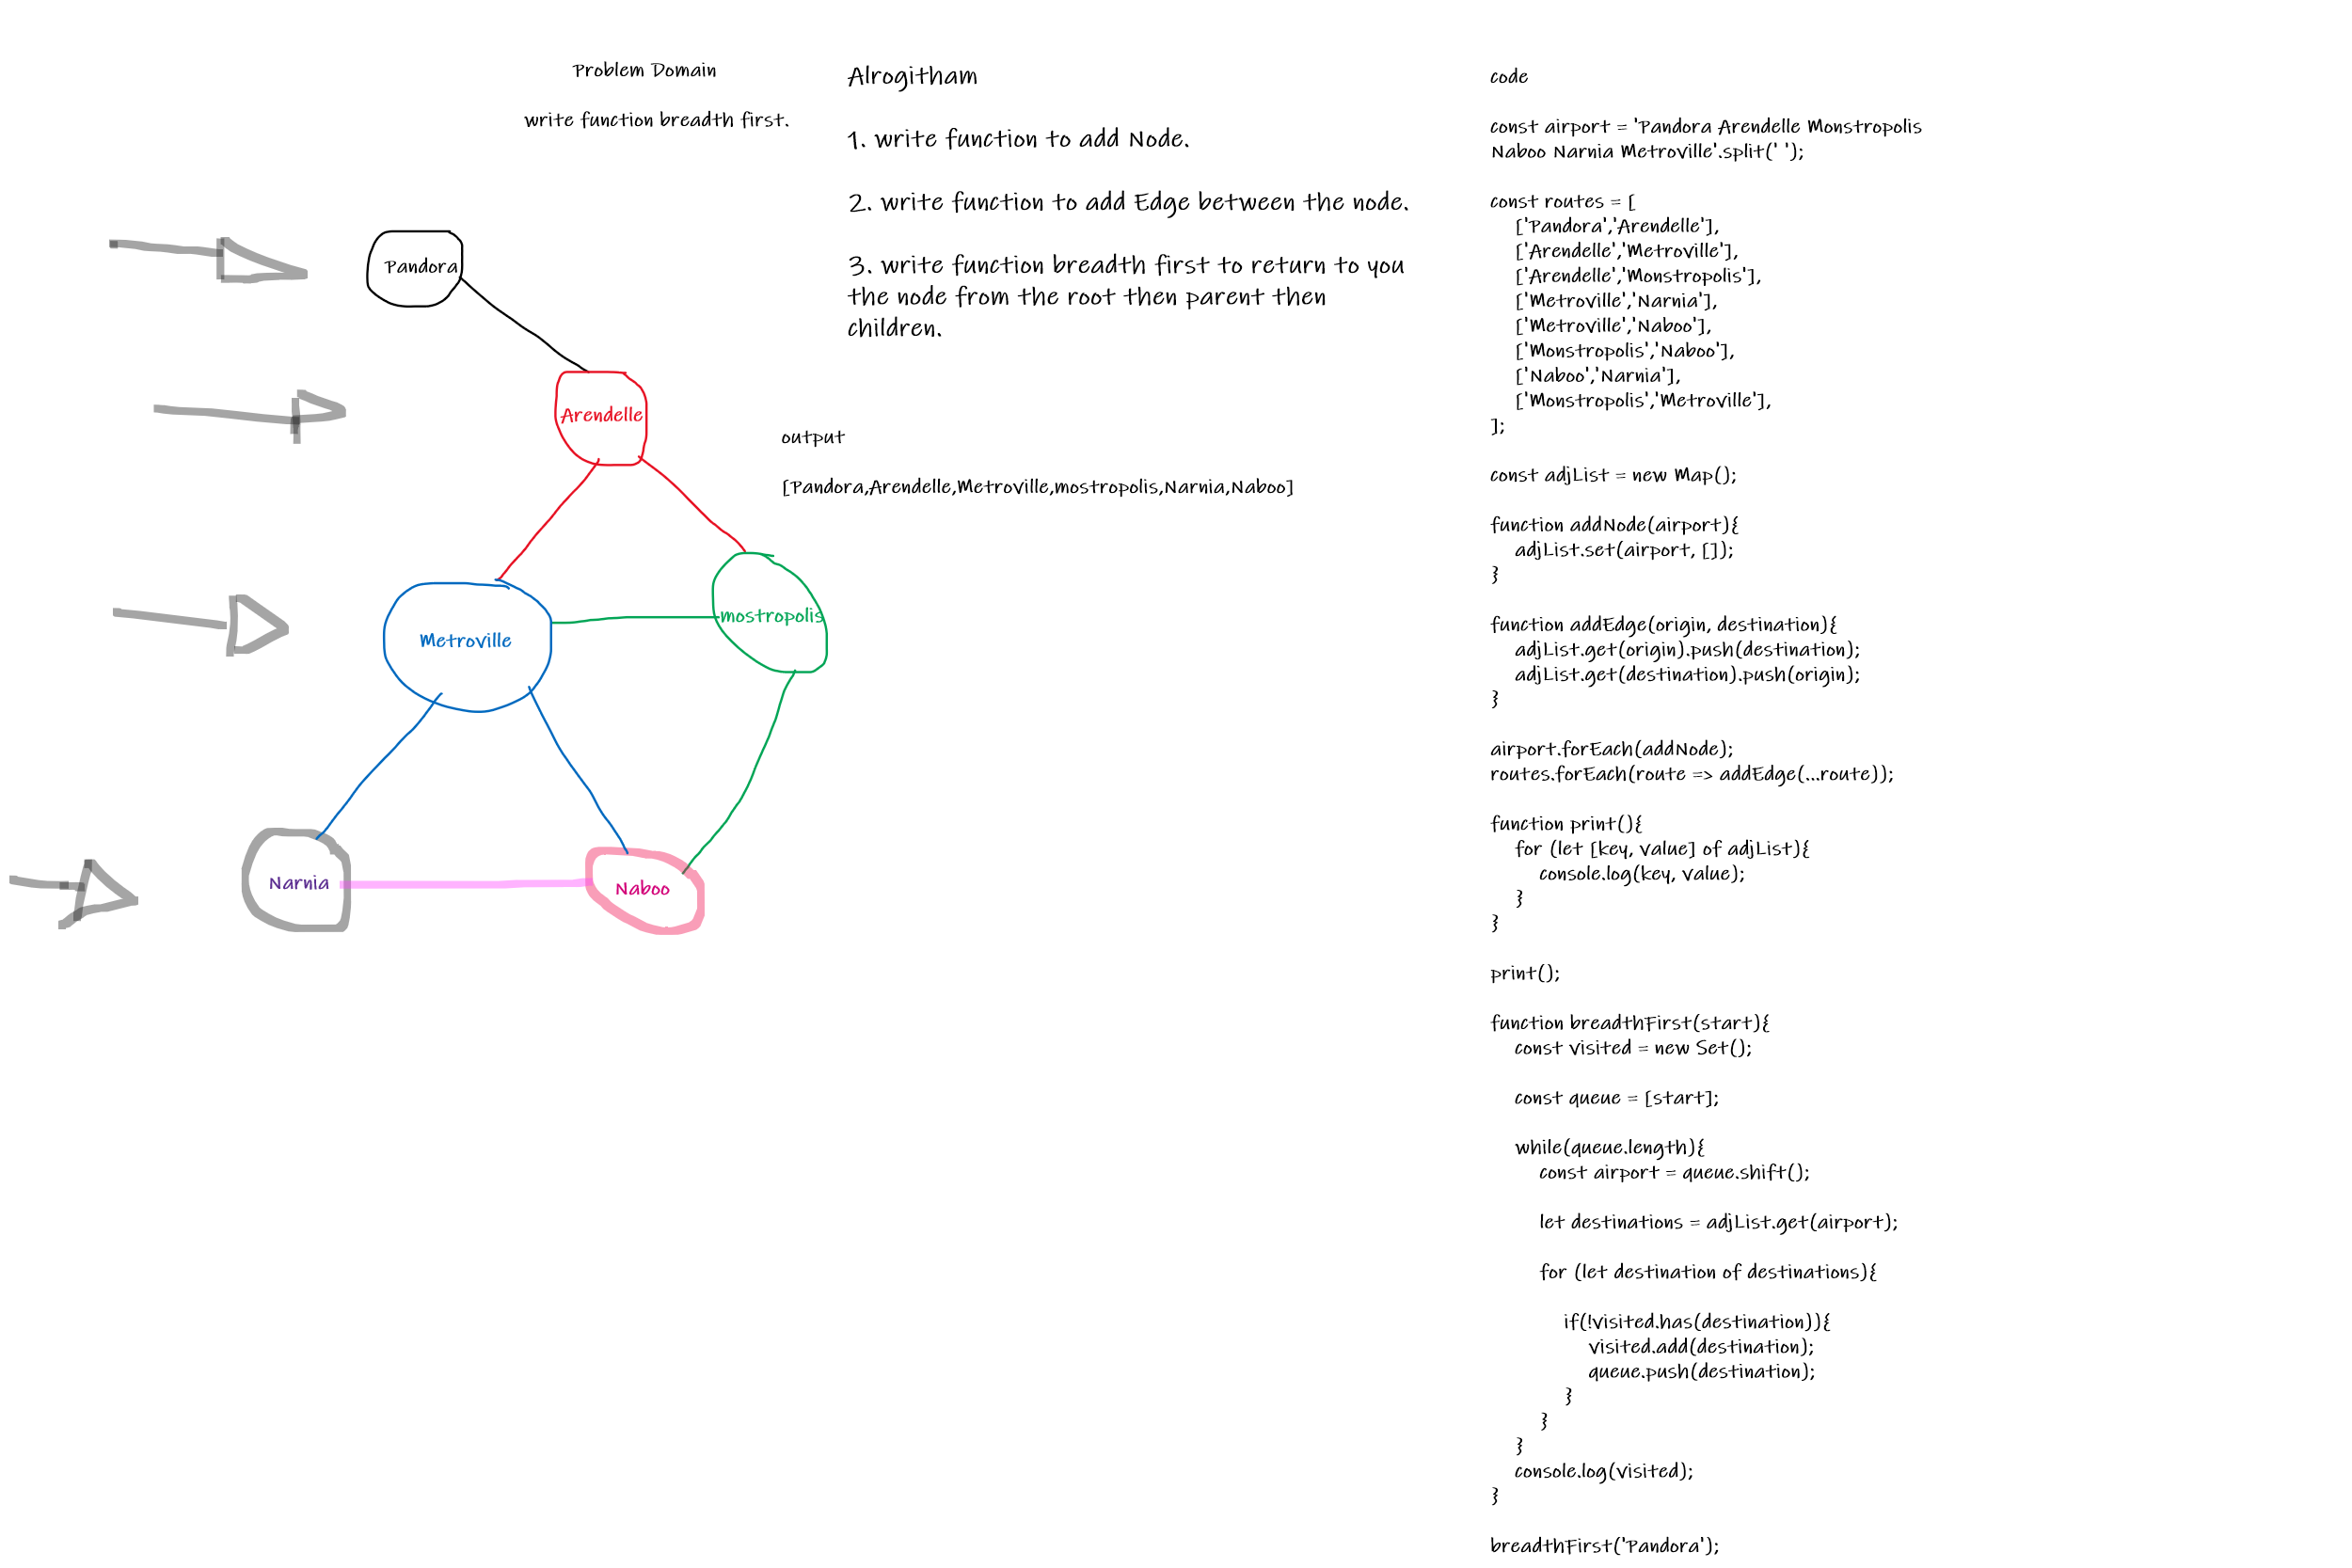 Problem Domain
write function breadth first.
Pandora
Arendelle
Metroville
mostropolis
Narnia
Naboo
Alrogitham
1. write function to add Node.
2. write function to add Edge between the node.
3. write function breadth first to return to you
the node from the root then parent then
children.
output
[Pandora,Arendelle,Metroville,mostropolis,Narnia,Naboo]
code
const airport = 'Pandora Arendelle Monstropolis
Naboo Narnia Metroville'.split(' ');
const routes = [
['Pandora','Arendelle'],
['Arendelle','Metroville'],
['Arendelle','Monstropolis'],
['Metroville','Narnia'],
['Metroville','Naboo'],
['Monstropolis','Naboo'],
['Naboo','Narnia'],
['Monstropolis','Metroville'],
];
const adjList = new Map();
function addNode(airport){
adjList.set(airport, []);
}
function addEdge(origin, destination){
adjList.get(origin).push(destination);
adjList.get(destination).push(origin);
}
airport.forEach(addNode);
routes.forEach(route => addEdge(...route));
function print(){
for (let [key, value] of adjList){
console.log(key, value);
}
}
print();
function breadthFirst(start){
const visited = new Set();
const queue = [start];
while(queue.length){
const airport = queue.shift();
let destinations = adjList.get(airport);
for (let destination of destinations){
if(!visited.has(destination)){
visited.add(destination);
queue.push(destination);
}
}
}
console.log(visited);
}
breadthFirst('Pandora');